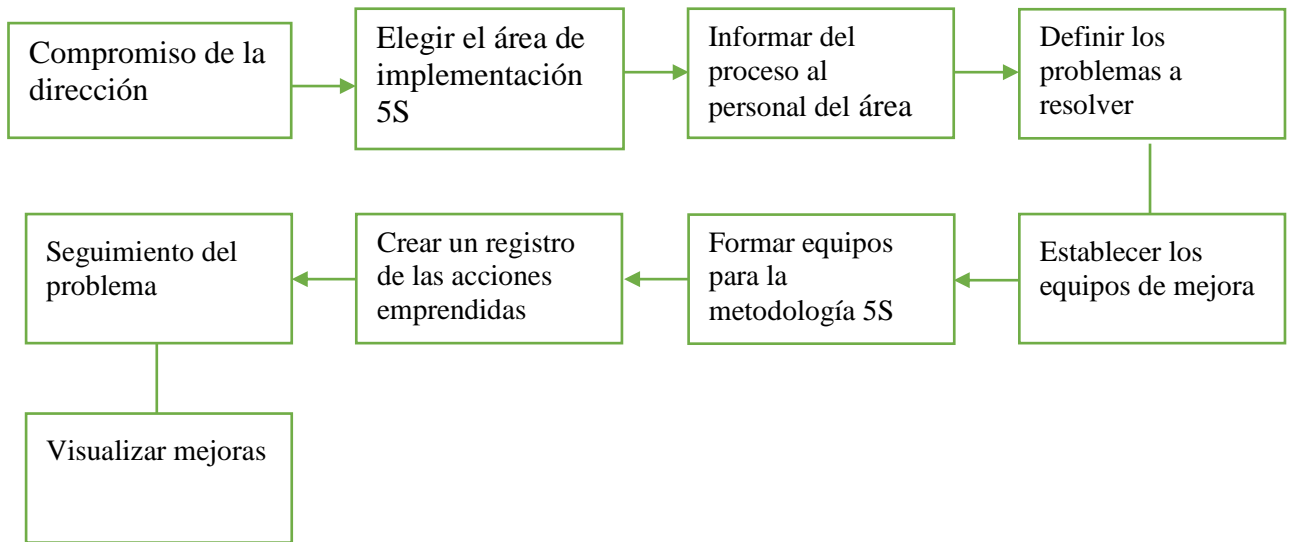 Compromiso de la
dirección
Elegir el área de
implementación
5S
Informar del
proceso al
personal del área
Definir los
problemas a
resolver
Establecer los
equipos de mejora
Formar equipos
para la
metodología 5S
Crear un registro
de las acciones
emprendidas
Seguimiento del
problema
Visualizar mejoras